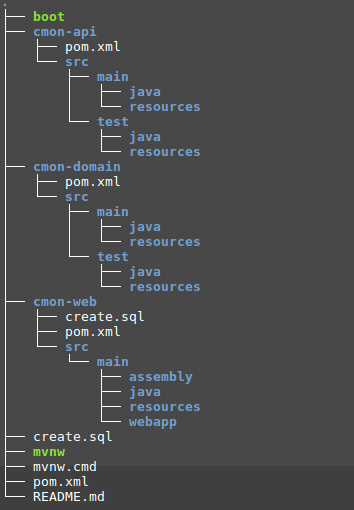 .
boot
cmon-api
pom.xml
src
main
java
resources
test
java
resources
cmon-domain
pom.xml
src
main
java
resources
test
java
resources
cmon-web
create.sql
pom.xml
src
main
assembly
java
resources
webapp
create.sql
mvnw
mvnw.cmd
pom.xml
README.md